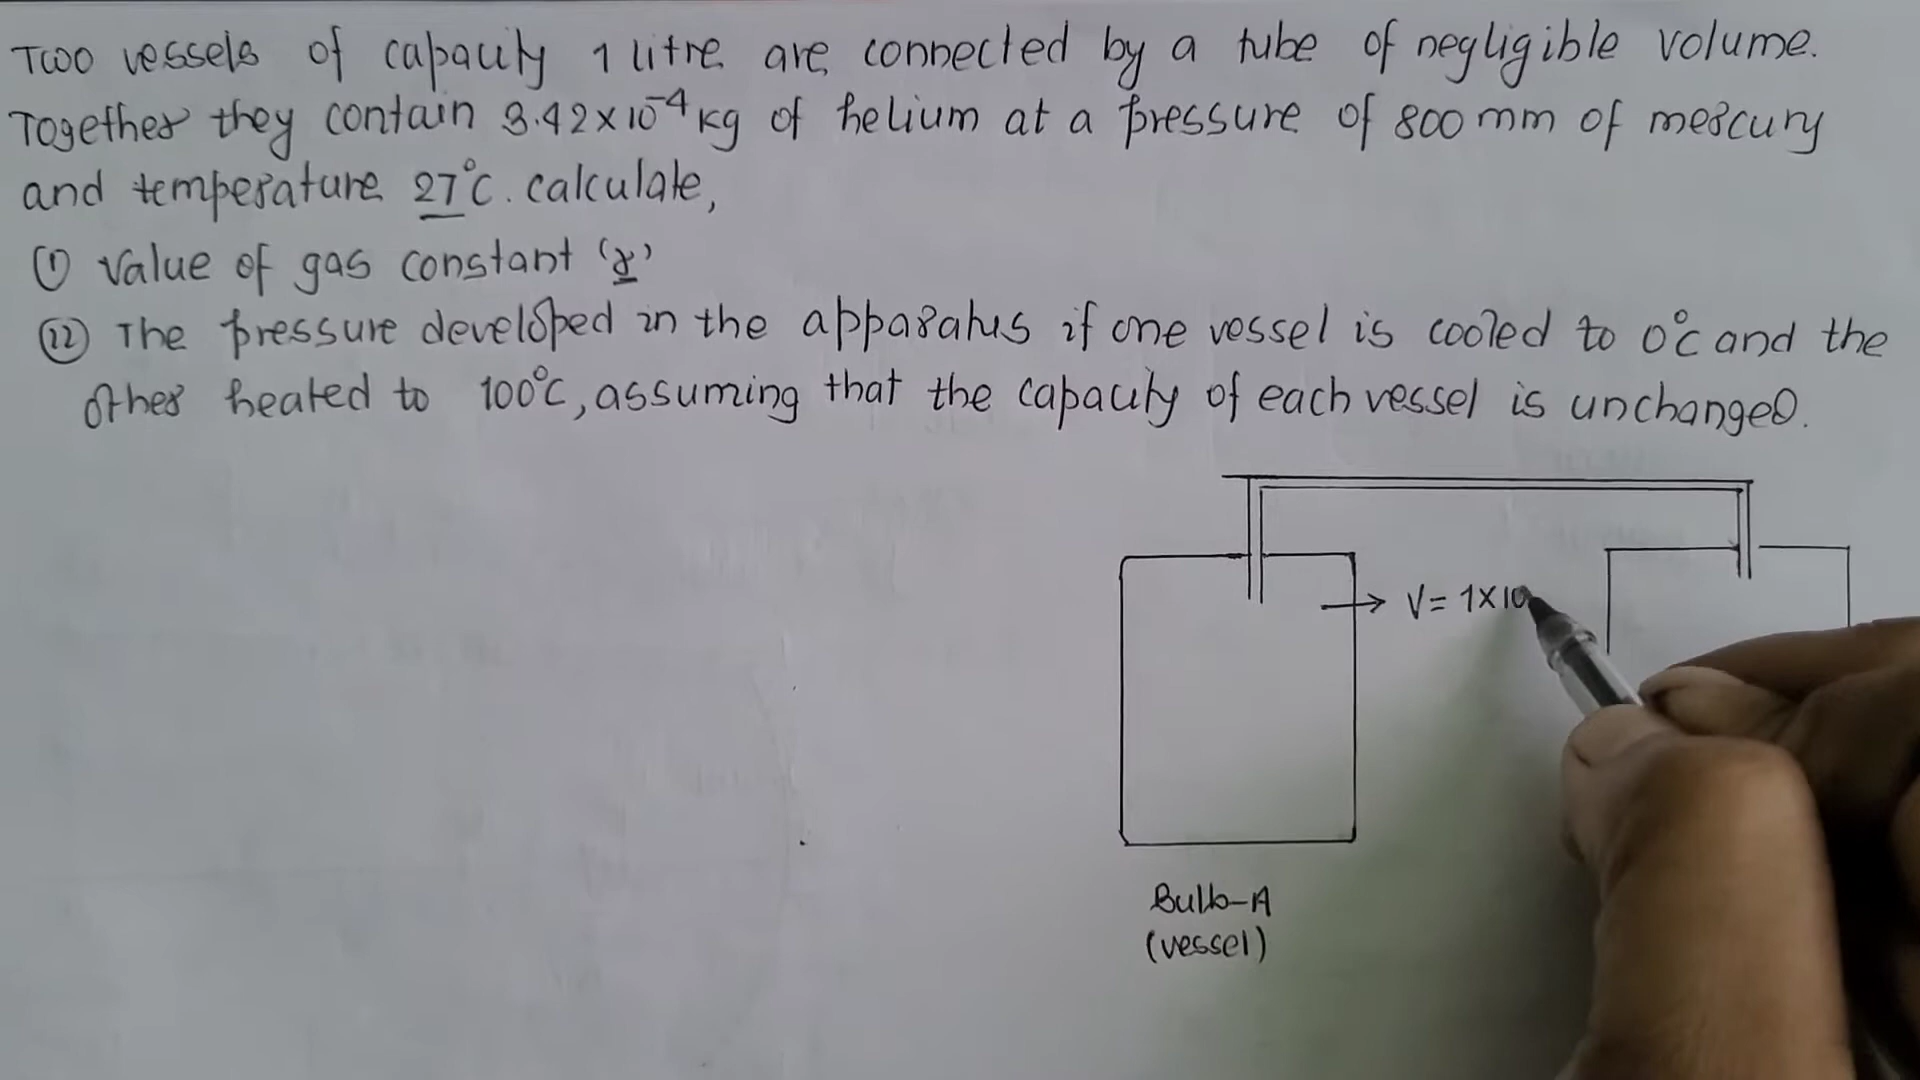 Two vessels of capacity 1 litre are connected by a tube of negligible volume.
Together they contain 3.42×10⁻⁴ kg of helium at a pressure of 800 mm of mercury
and temperature 27°C. calculate,
(i) Value of gas constant 'r'
(ii) The pressure developed in the apparatus if one vessel is cooled to 0°C and the
other heated to 100°C, assuming that the capacity of each vessel is unchanged.
V= 1×10
Bulb-A
(vessel)